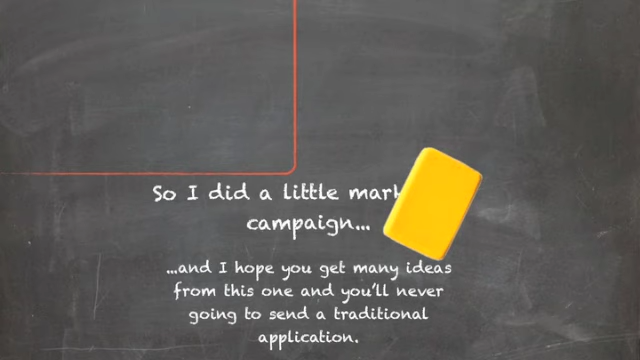 So I did a little
campaign...
...and I hope you get many ideas
from this one and you'll never
going to send a traditional
application.